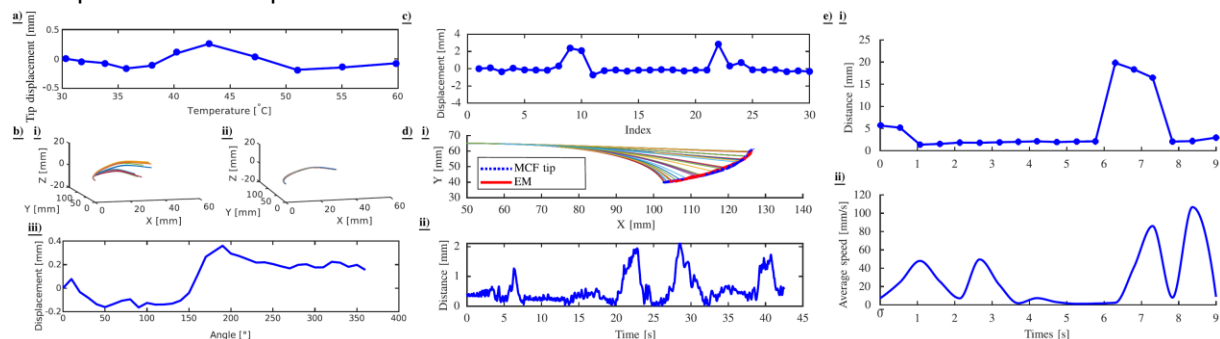 a)
Tip displacement [mm]
0.5
0
-0.5
30 35 40 45 50 55 60
Temperature [°C]
c)
Displacement [mm]
4
2
0
-2
-4
0 5 10 15 20 25 30
Index
e) i)
Distance [mm]
25
20
15
10
5
0
0 1 2 3 4 5 6 7 8 9
b) i)
Z [mm]
20
0
-20
100
50
0
Y [mm]
0 20 40 60
X [mm]
ii)
Z [mm]
20
0
-20
100
50
0
Y [mm]
0 20 40 60
X [mm]
d) i)
Y [mm]
70
60
50
40
30
MCF tip
EM
50 60 70 80 90 100 110 120 130 140
X [mm]
iii)
Displacement [mm]
0.4
0.2
-0.2
0 50 100 150 200 250 300 350 400
Angle [°]
ii)
Distance [mm]
2
1
0
0 5 10 15 20 25 30 35 40 45
Time [s]
ii)
Average speed [mm/s]
120
100
80
60
40
20
0
1 2 3 4 5 6 7 8 9
Times [s]